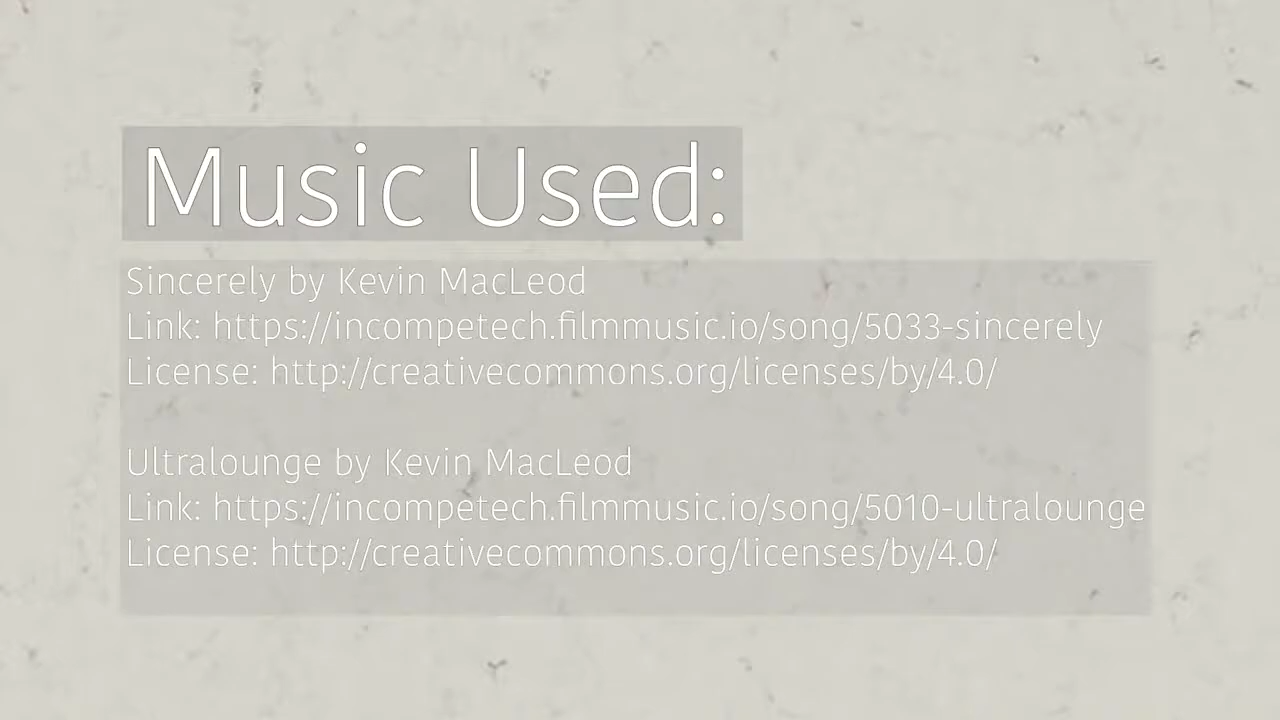 Music Used:
Sincerely by Kevin MacLeod
Link: https://incompetech.filmmusic.io/song/5033-sincerely
License: http://creativecommons.org/licenses/by/4.0/
Ultralounge by Kevin MacLeod
Link: https://incompetech.filmmusic.io/song/5010-ultralounge
License: http://creativecommons.org/licenses/by/4.0/